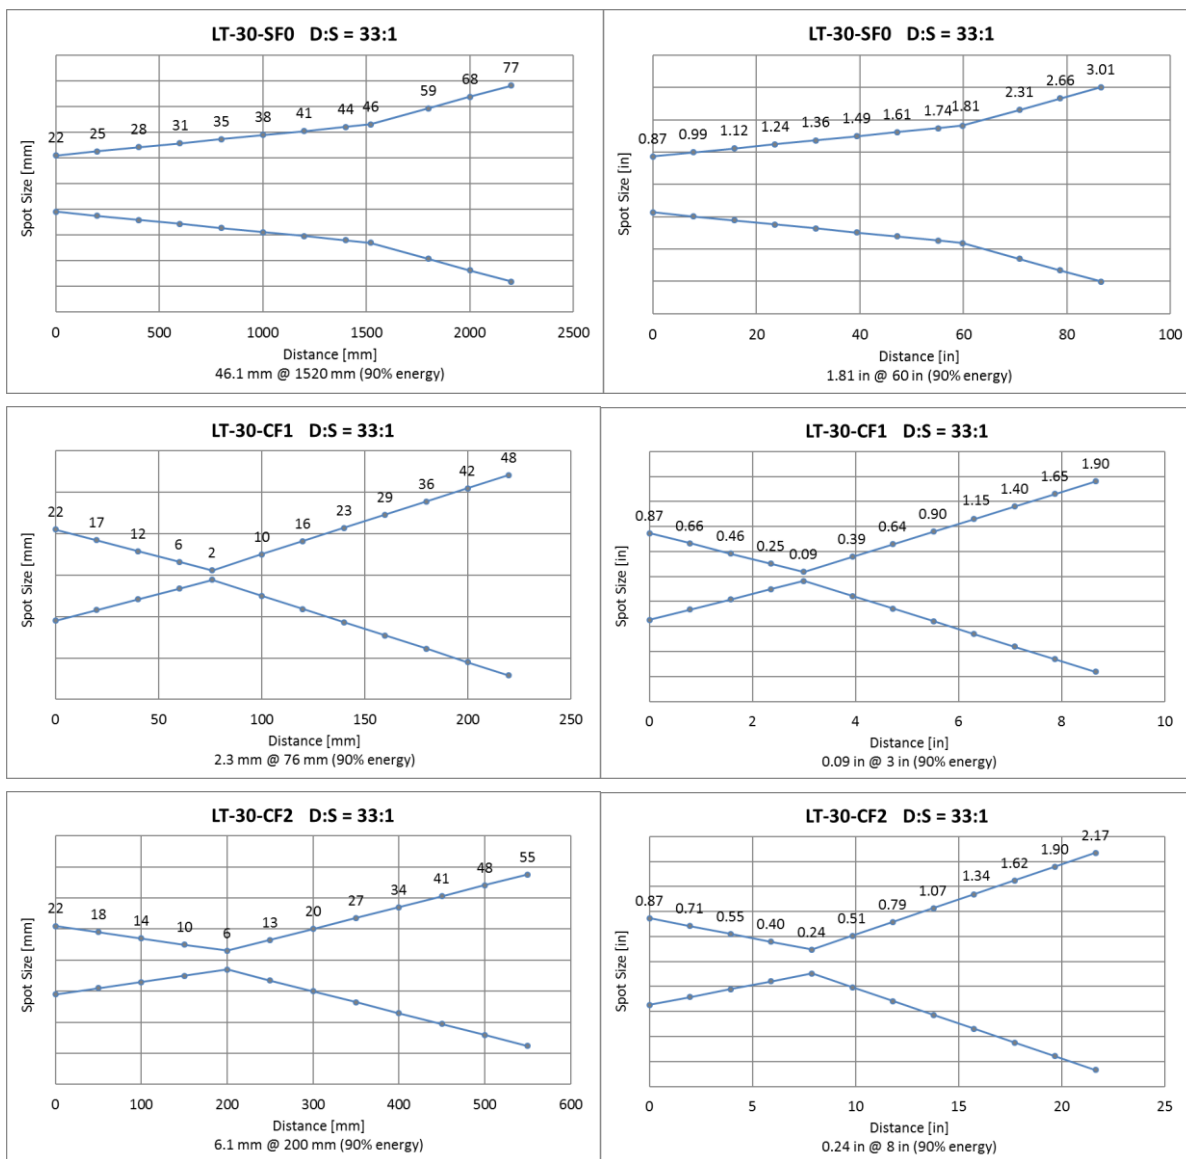 LT-30-SF0 D:S = 33:1
22 25 28 31 35 38 41 44 46 59 68 77
Spot Size [mm]
0 500 1000 1500 2000 2500
Distance [mm]
46.1 mm @ 1520 mm (90% energy)
LT-30-SF0 D:S = 33:1
0.87 0.99 1.12 1.24 1.36 1.49 1.61 1.74 1.81 2.31 2.66 3.01
Spot Size [in]
0 20 40 60 80 100
Distance [in]
1.81 in @ 60 in (90% energy)
LT-30-CF1 D:S = 33:1
22 17 12 6 2 10 16 23 29 36 42 48
Spot Size [mm]
0 50 100 150 200 250
Distance [mm]
2.3 mm @ 76 mm (90% energy)
LT-30-CF1 D:S = 33:1
0.87 0.66 0.46 0.25 0.09 0.39 0.64 0.90 1.15 1.40 1.65 1.90
Spot Size [in]
0 2 4 6 8 10
Distance [in]
0.09 in @ 3 in (90% energy)
LT-30-CF2 D:S = 33:1
22 18 14 10 6 13 20 27 34 41 48 55
Spot Size [mm]
0 100 200 300 400 500 600
Distance [mm]
6.1 mm @ 200 mm (90% energy)
LT-30-CF2 D:S = 33:1
0.87 0.71 0.55 0.40 0.24 0.51 0.79 1.07 1.34 1.62 1.90 2.17
Spot Size [in]
0 5 10 15 20 25
Distance [in]
0.24 in @ 8 in (90% energy)